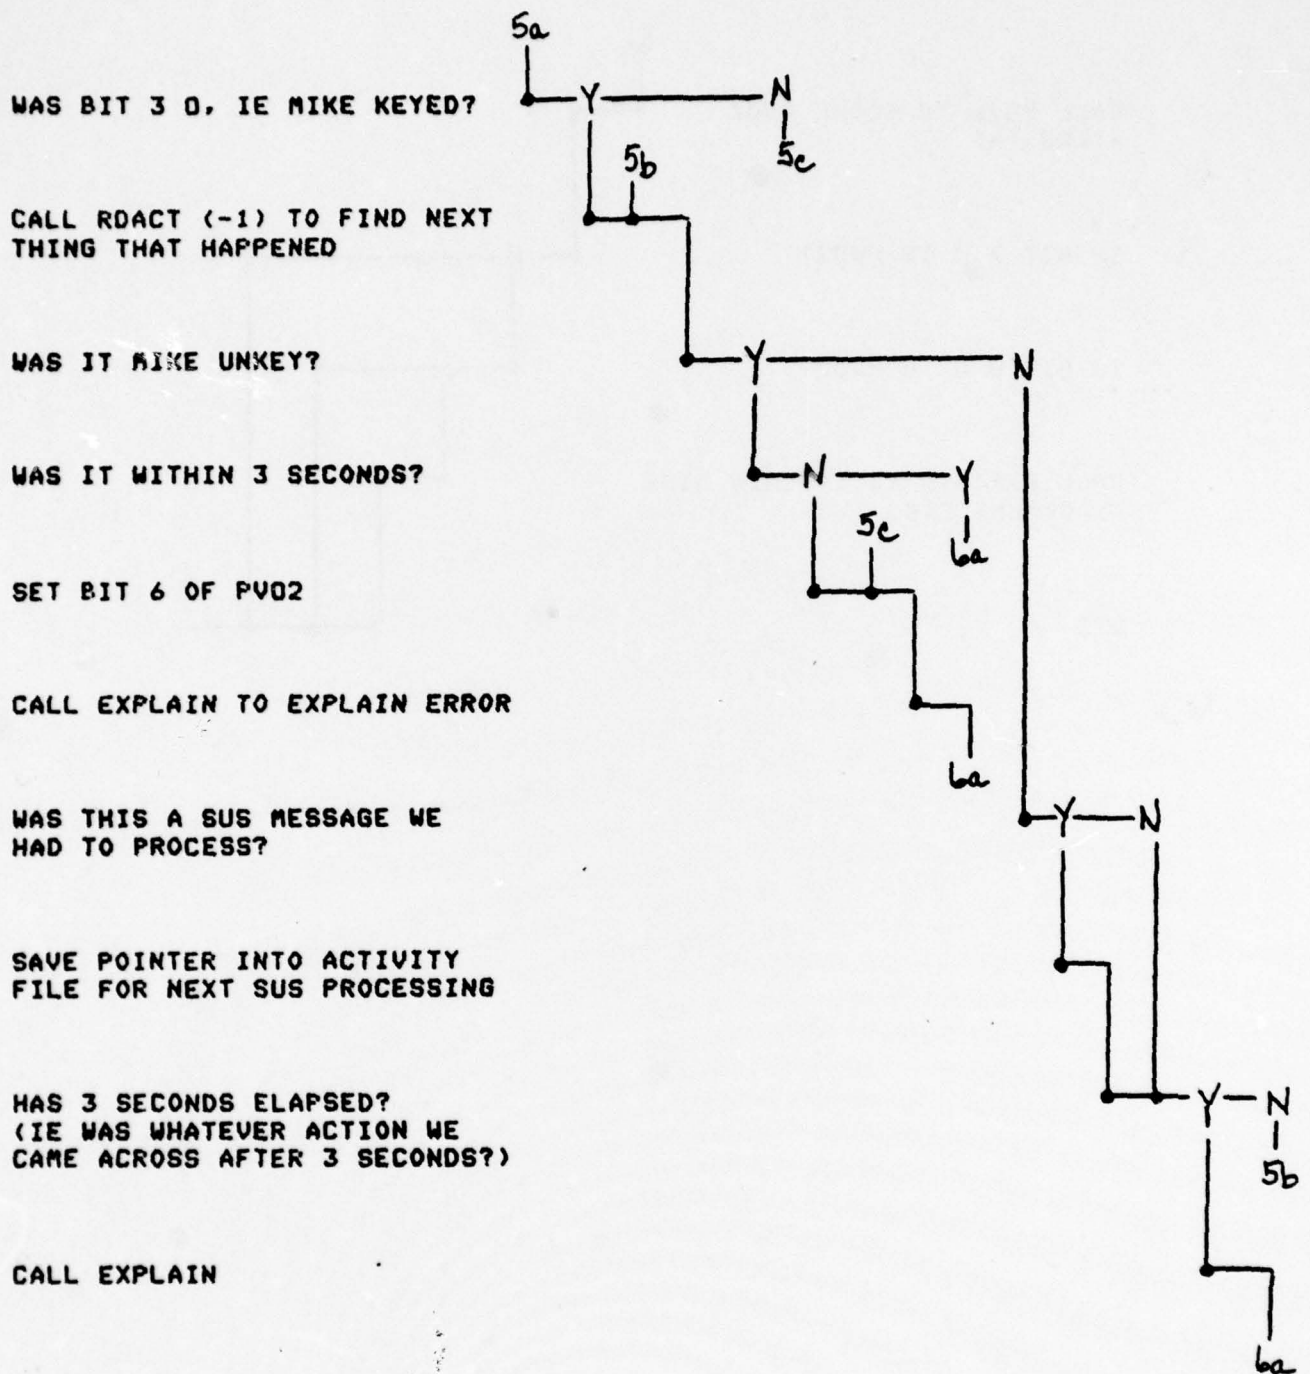 5a
WAS BIT 3 0, IE MIKE KEYED? Y N
5b 5c
CALL RDACT (-1) TO FIND NEXT
THING THAT HAPPENED
WAS IT MIKE UNKEY? Y N
WAS IT WITHIN 3 SECONDS? N Y
5c 6a
SET BIT 6 OF PV02
CALL EXPLAIN TO EXPLAIN ERROR
6a
WAS THIS A SUS MESSAGE WE Y N
HAD TO PROCESS?
SAVE POINTER INTO ACTIVITY
FILE FOR NEXT SUS PROCESSING
HAS 3 SECONDS ELAPSED? Y N
(IE WAS WHATEVER ACTION WE
CAME ACROSS AFTER 3 SECONDS?)
5b
CALL EXPLAIN
6a